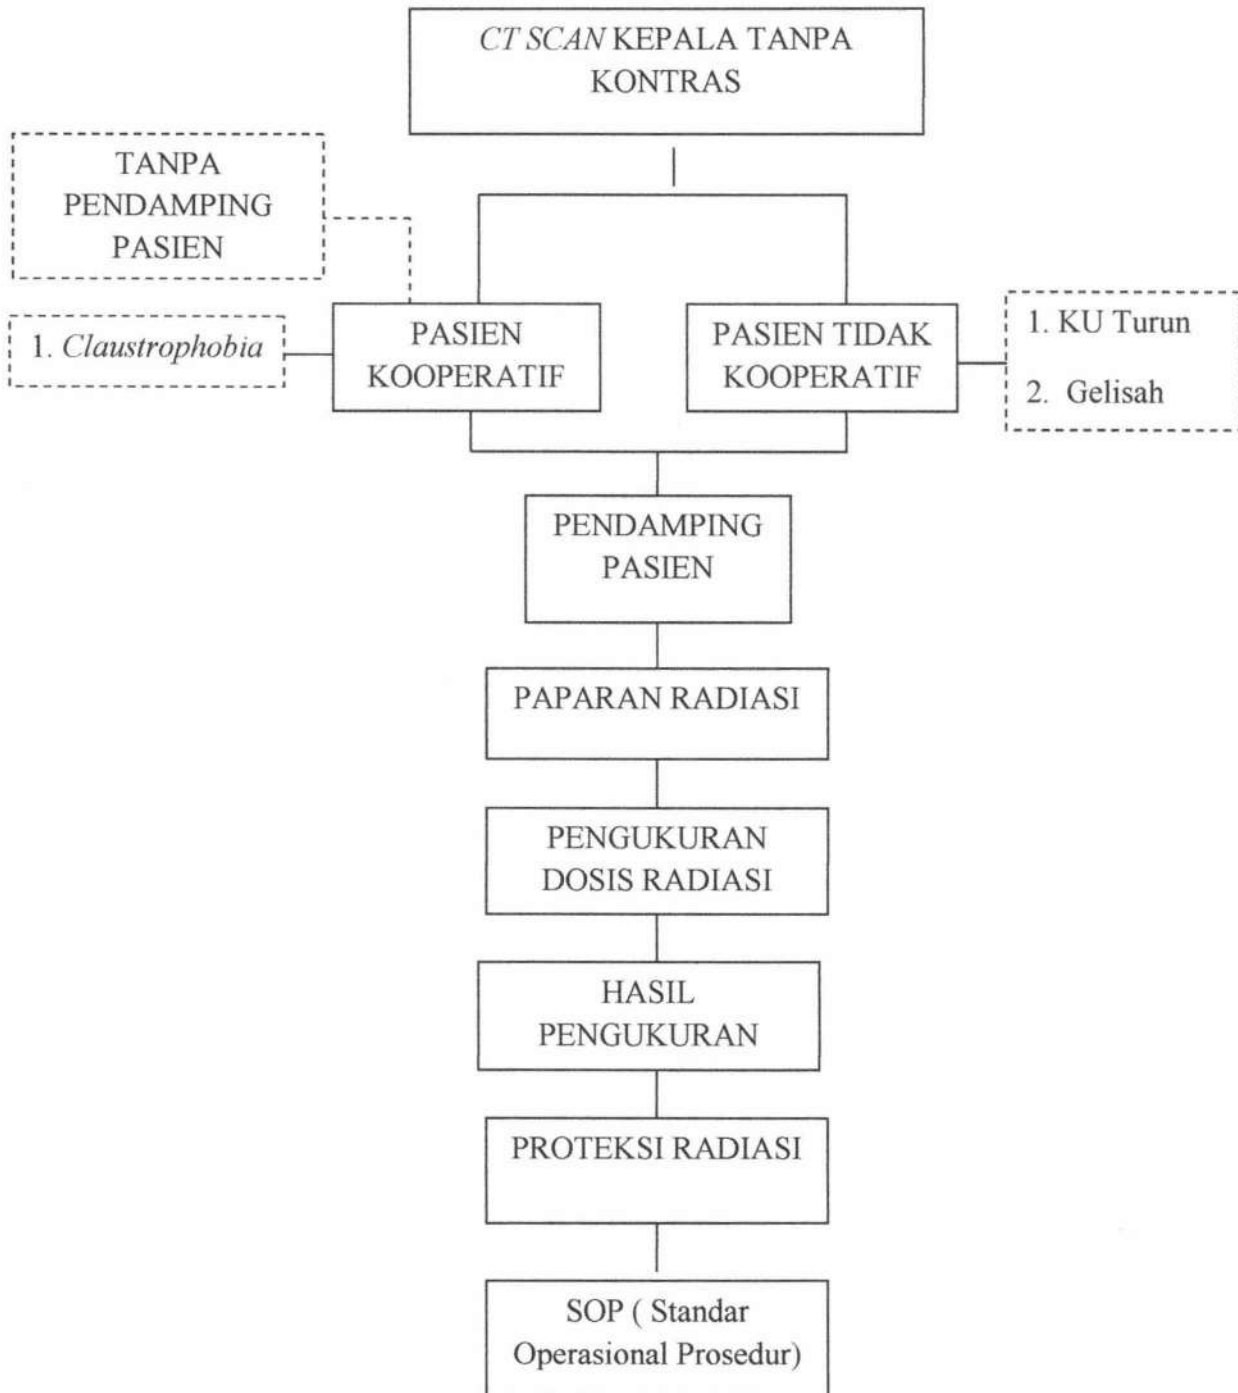 CT SCAN KEPALA TANPA
KONTRAS
TANPA
PENDAMPING
PASIEN
1. Claustrophobia
PASIEN
KOOPERATIF
PASIEN TIDAK
KOOPERATIF
1. KU Turun
2. Gelisah
PENDAMPING
PASIEN
PAPARAN RADIASI
PENGUKURAN
DOSIS RADIASI
HASIL
PENGUKURAN
PROTEKSI RADIASI
SOP ( Standar
Operasional Prosedur)